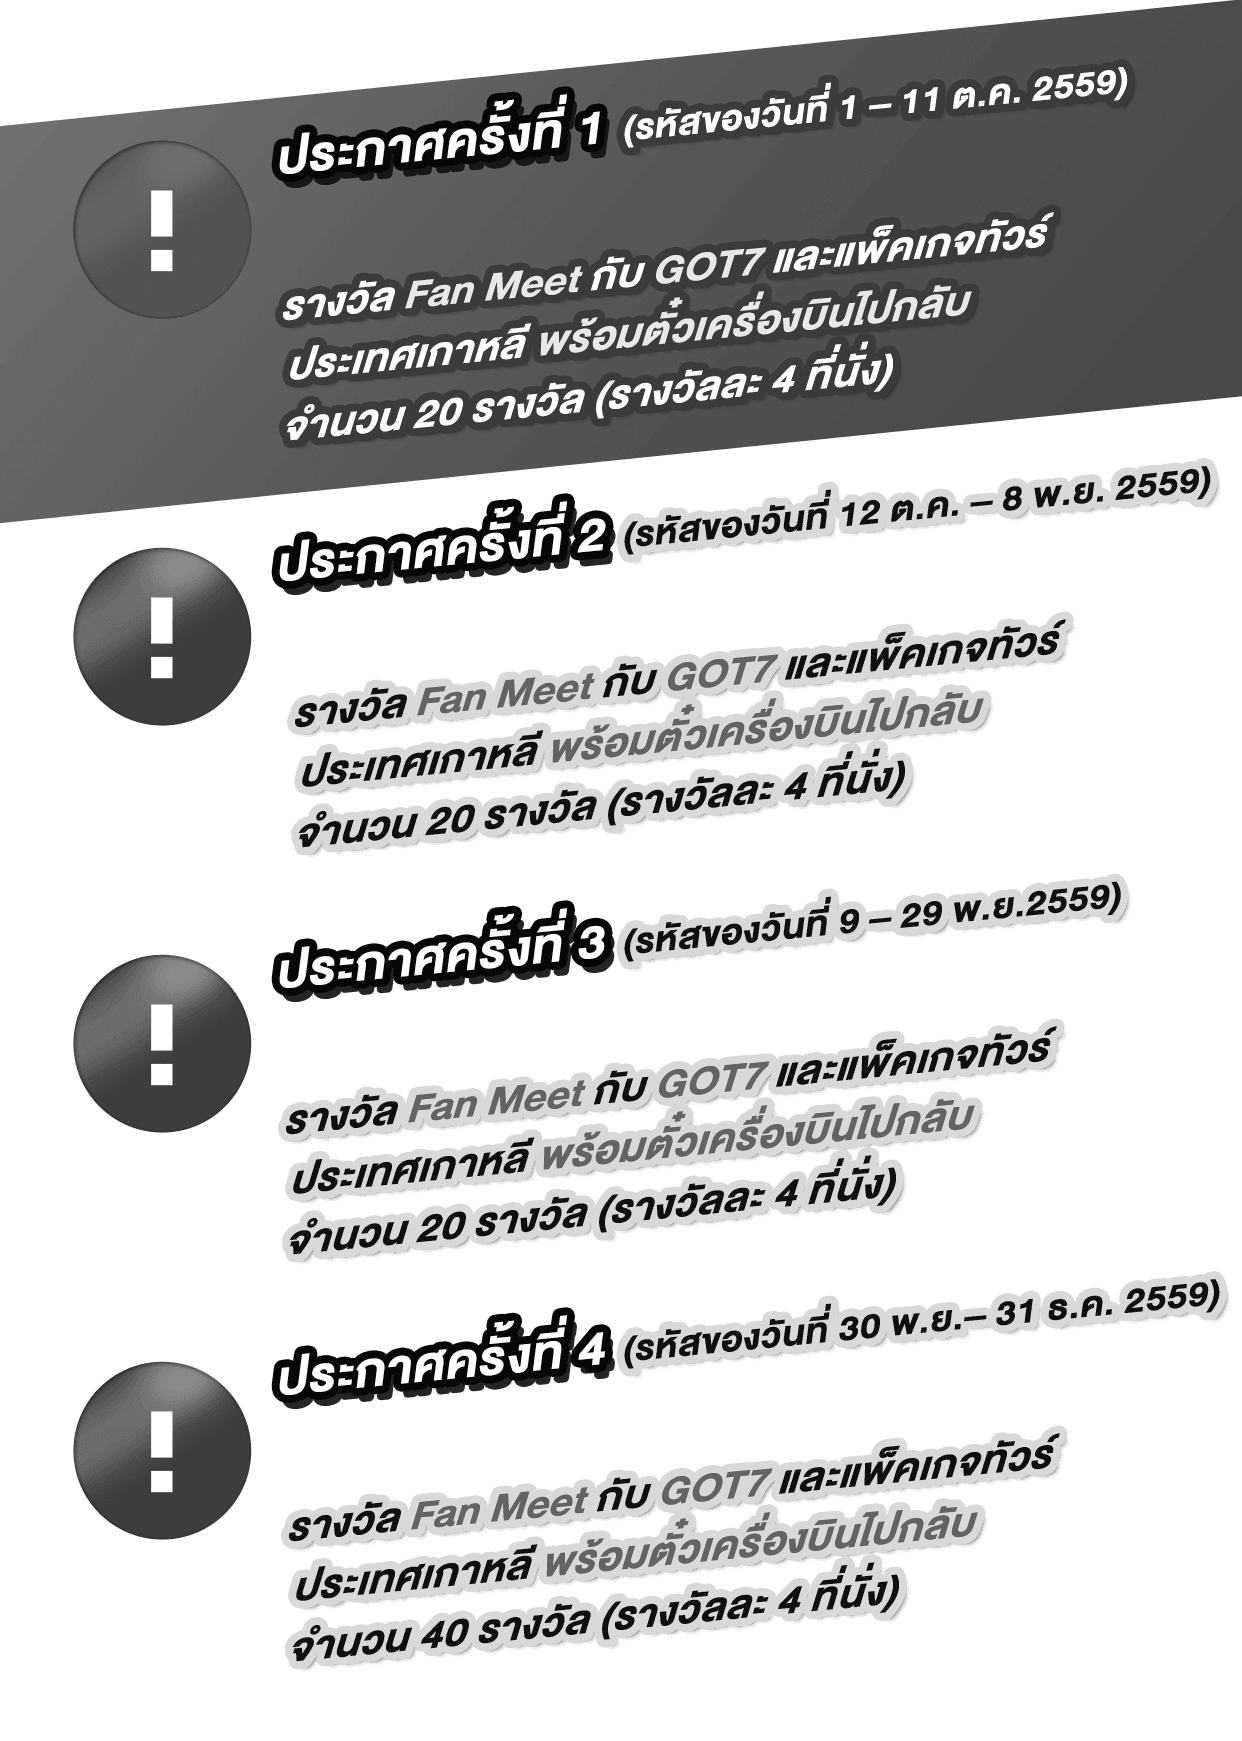 ประกาศครั้งที่ 1 (รหัสของวันที่ 1 – 11 ต.ค. 2559)
รางวัล Fan Meet กับ GOT7 และแพ็คเกจทัวร์
ประเทศเกาหลี พร้อมตั๋วเครื่องบินไปกลับ
จำนวน 20 รางวัล (รางวัลละ 4 ที่นั่ง)
ประกาศครั้งที่ 2 (รหัสของวันที่ 12 ต.ค. – 8 พ.ย. 2559)
รางวัล Fan Meet กับ GOT7 และแพ็คเกจทัวร์
ประเทศเกาหลี พร้อมตั๋วเครื่องบินไปกลับ
จำนวน 20 รางวัล (รางวัลละ 4 ที่นั่ง)
ประกาศครั้งที่ 3 (รหัสของวันที่ 9 – 29 พ.ย.2559)
รางวัล Fan Meet กับ GOT7 และแพ็คเกจทัวร์
ประเทศเกาหลี พร้อมตั๋วเครื่องบินไปกลับ
จำนวน 20 รางวัล (รางวัลละ 4 ที่นั่ง)
ประกาศครั้งที่ 4 (รหัสของวันที่ 30 พ.ย.– 31 ธ.ค. 2559)
รางวัล Fan Meet กับ GOT7 และแพ็คเกจทัวร์
ประเทศเกาหลี พร้อมตั๋วเครื่องบินไปกลับ
จำนวน 40 รางวัล (รางวัลละ 4 ที่นั่ง)